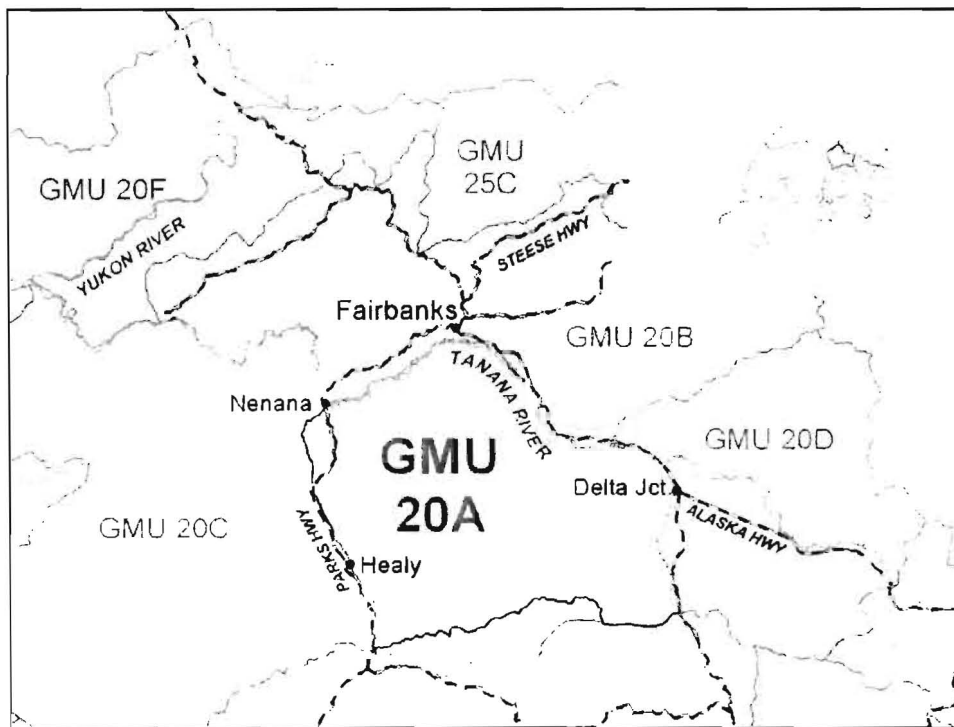 GMU
25C
GMU 20F
YUKON RIVER
STEESE HWY
Fairbanks
GMU 20B
TANANA RIVER
Nenana
GMU
20A
GMU 20D
Delta Jct.
ALASKA HWY
GMU 20C
PARKS HWY
Healy